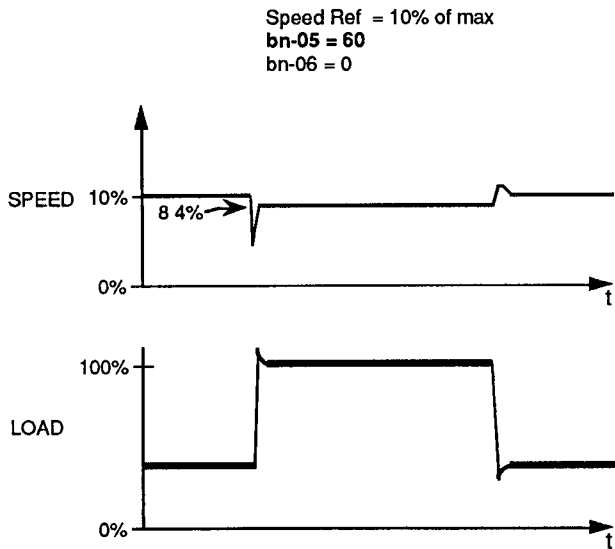 Speed Ref = 10% of max
bn-05 = 60
bn-06 = 0
SPEED
10%
8 4%
0%
t
100%
LOAD
0%
t